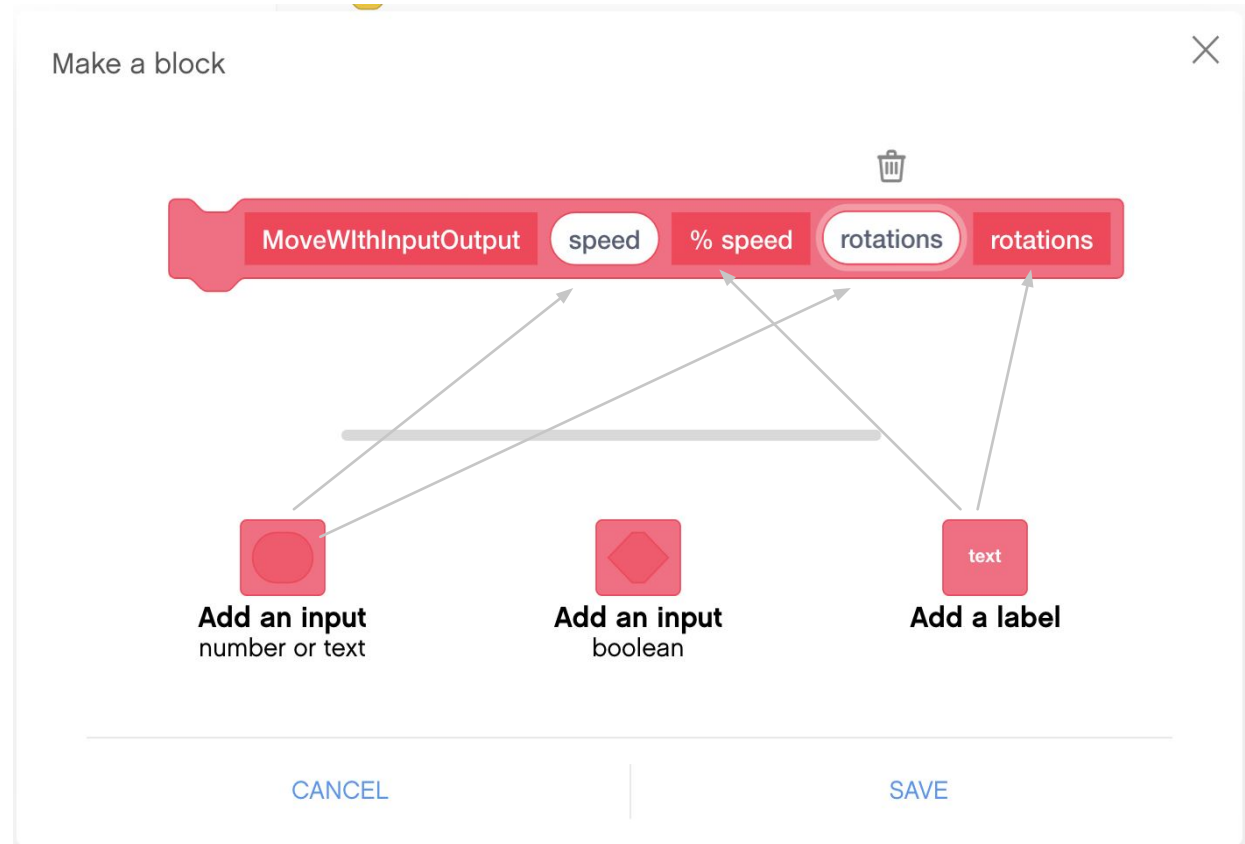 Make a block
MoveWIthInputOutput speed % speed rotations rotations
text
Add an input Add an input Add a label
number or text boolean
CANCEL SAVE